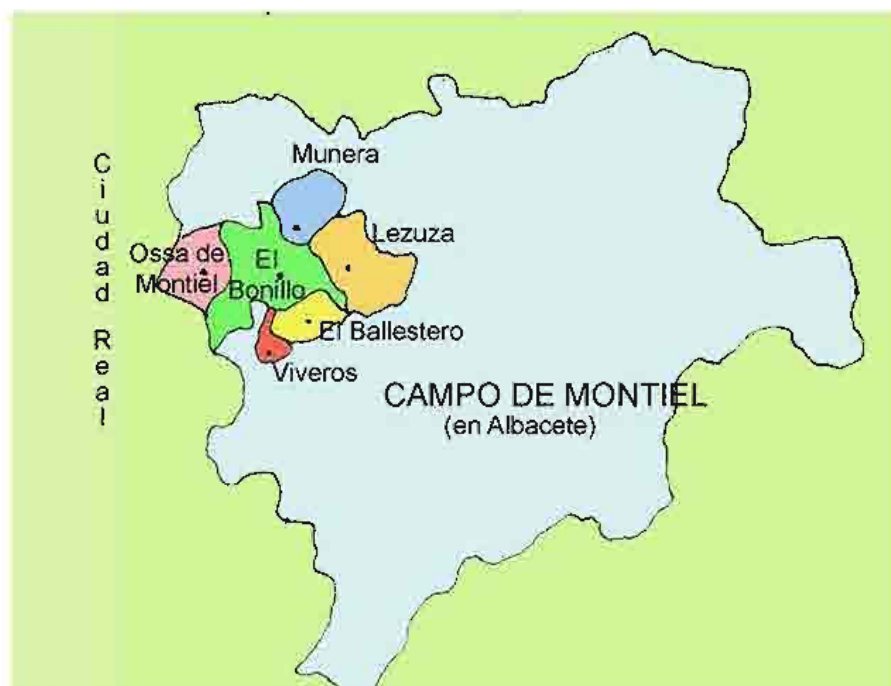 Ciudad Real
Munera
Lezuza
Ossa de
Montiel
El
Bonillo
El Ballestero
Viveros
CAMPO DE MONTIEL
(en Albacete)